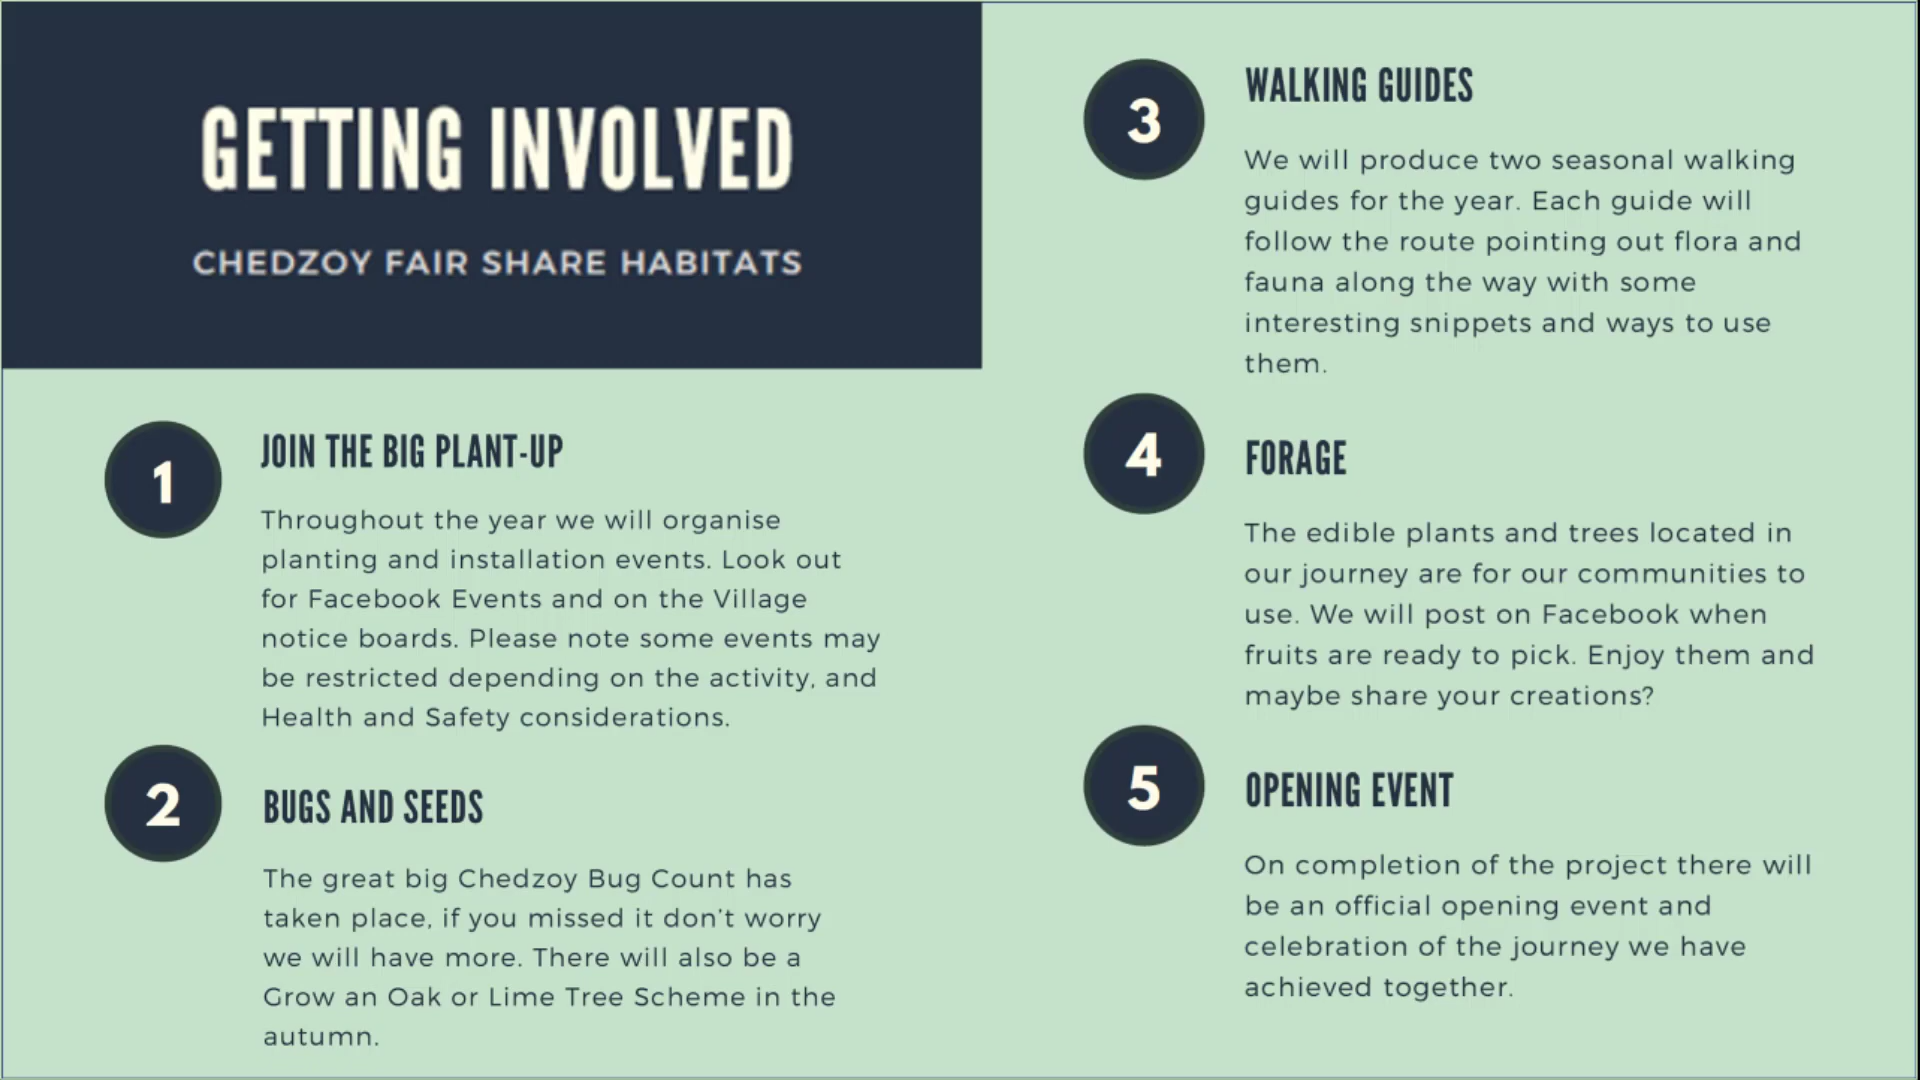 GETTING INVOLVED
CHEDZOY FAIR SHARE HABITATS
1
JOIN THE BIG PLANT-UP
Throughout the year we will organise
planting and installation events. Look out
for Facebook Events and on the Village
notice boards. Please note some events may
be restricted depending on the activity, and
Health and Safety considerations.
2
BUGS AND SEEDS
The great big Chedzoy Bug Count has
taken place, if you missed it don't worry
we will have more. There will also be a
Grow an Oak or Lime Tree Scheme in the
autumn.
3
WALKING GUIDES
We will produce two seasonal walking
guides for the year. Each guide will
follow the route pointing out flora and
fauna along the way with some
interesting snippets and ways to use
them.
4
FORAGE
The edible plants and trees located in
our journey are for our communities to
use. We will post on Facebook when
fruits are ready to pick. Enjoy them and
maybe share your creations?
5
OPENING EVENT
On completion of the project there will
be an official opening event and
celebration of the journey we have
achieved together.